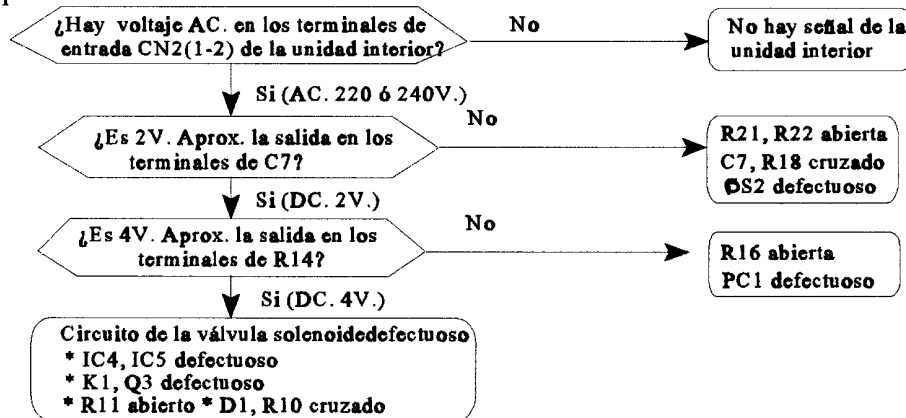 ¿Hay voltaje AC. en los terminales de
entrada CN2(1-2) de la unidad interior?
No
No hay señal de la
unidad interior
Si (AC. 220 ó 240V.)
¿Es 2V. Aprox. la salida en los
terminales de C7?
No
R21, R22 abierta
C7, R18 cruzado
DS2 defectuoso
Si (DC. 2V.)
¿Es 4V. Aprox. la salida en los
terminales de R14?
No
R16 abierta
PC1 defectuoso
Si (DC. 4V.)
Circuito de la válvula solenoidedefectuoso
* IC4, IC5 defectuoso
* K1, Q3 defectuoso
* R11 abierto * D1, R10 cruzado